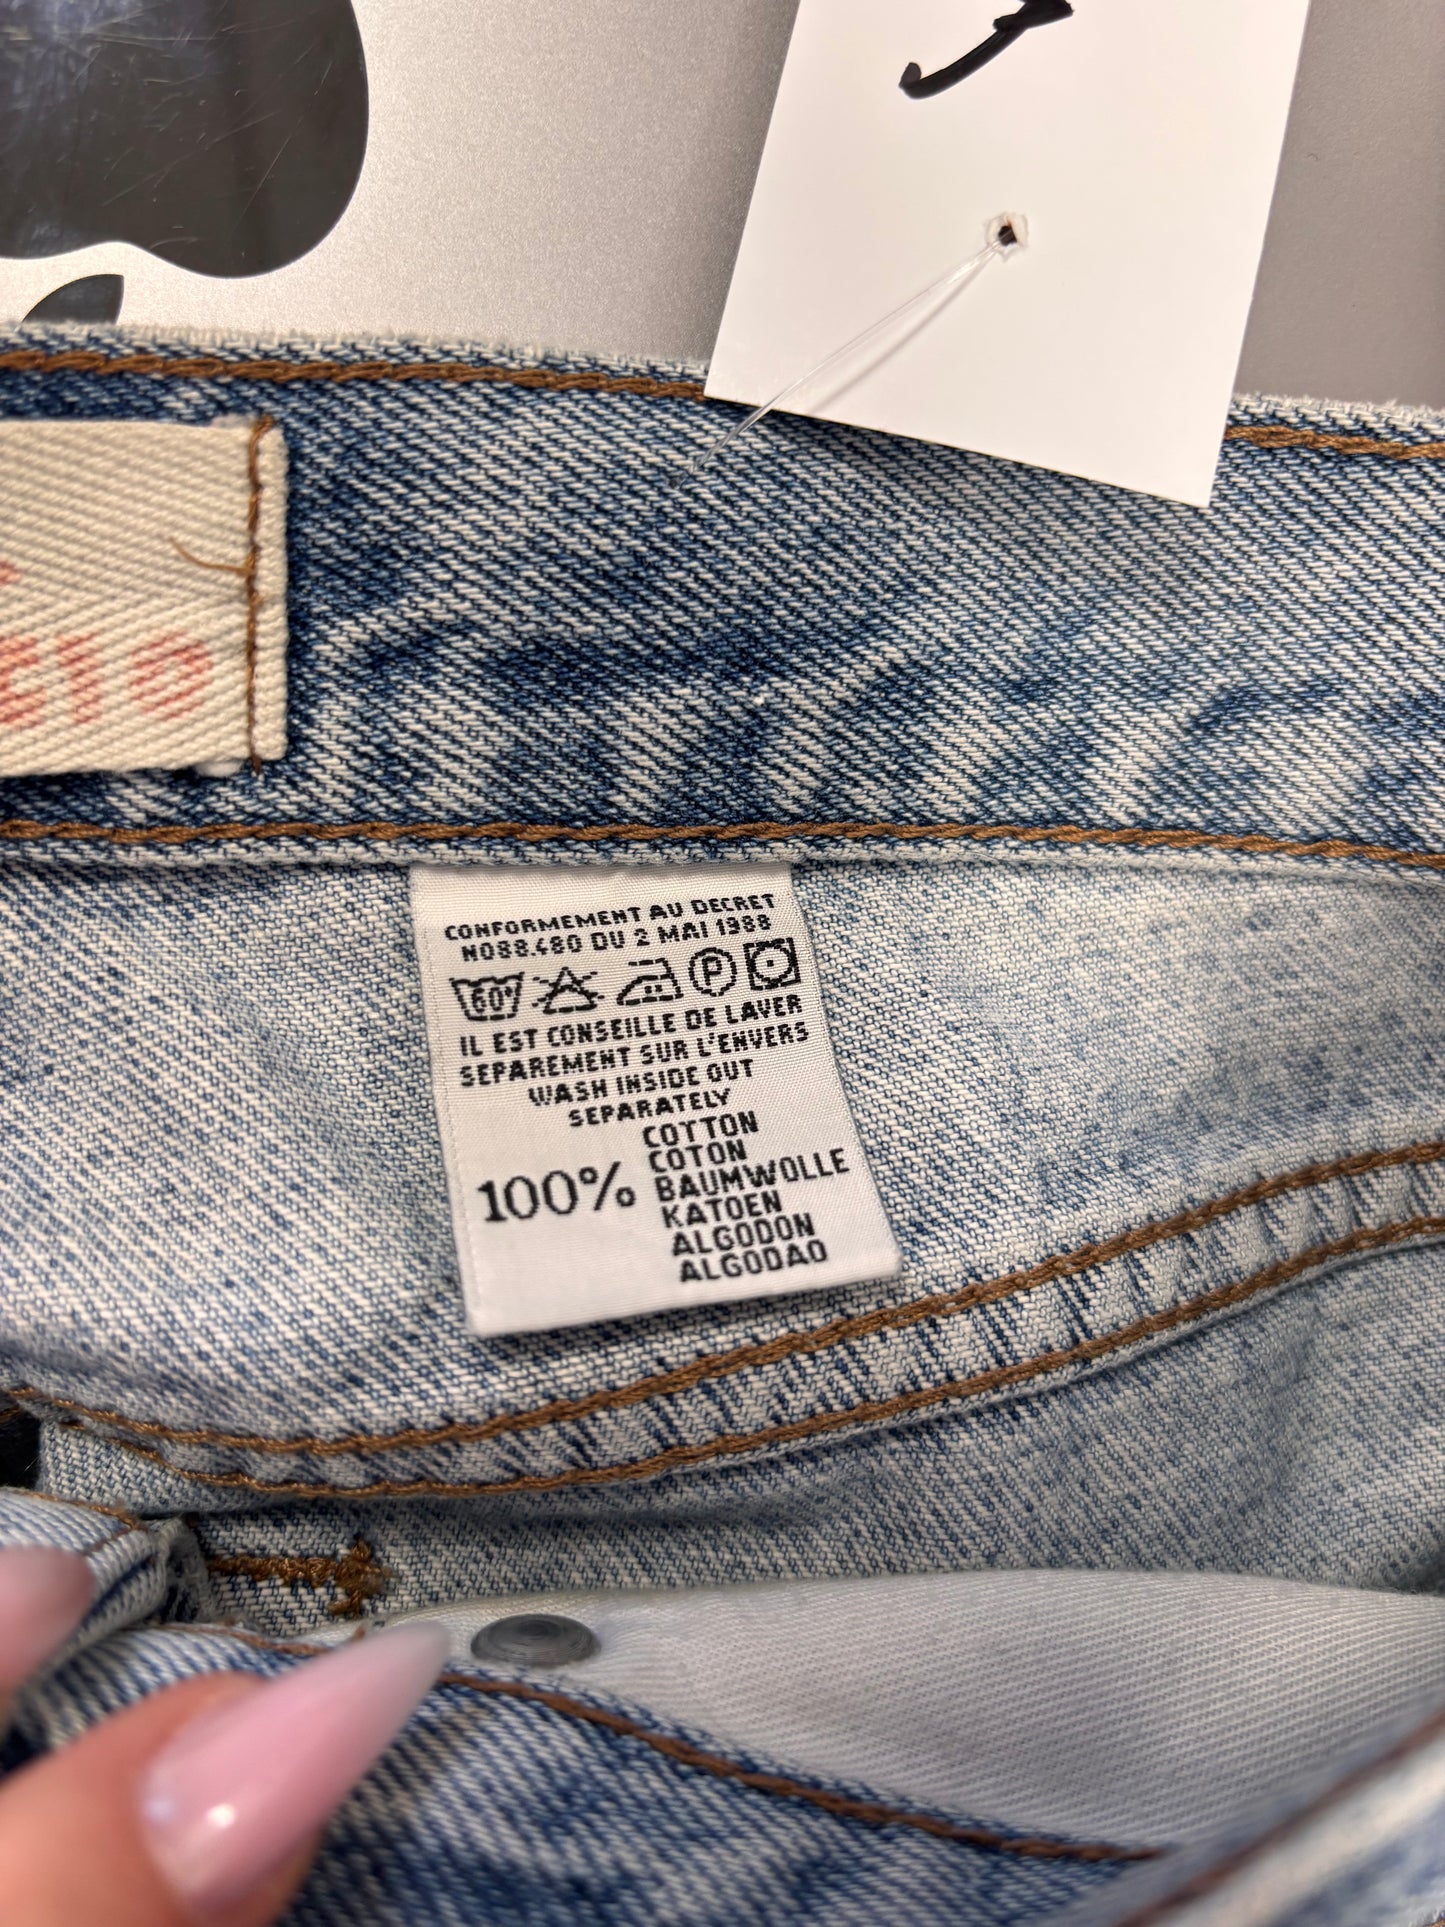 CONFORMEMENT AU DECRET
NO88.480 DU 2 MAI 1988
60° P
IL EST CONSEILLE DE LAVER
SEPAREMENT SUR L'ENVERS
WASH INSIDE OUT
SEPARATELY
COTTON
COTON
100% BAUMWOLLE
KATOEN
ALGODON
ALGODAO